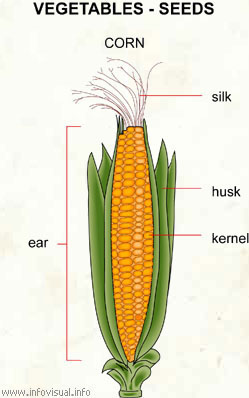 VEGETABLES - SEEDS
CORN
silk
husk
kernel
ear
www.infovisual.info